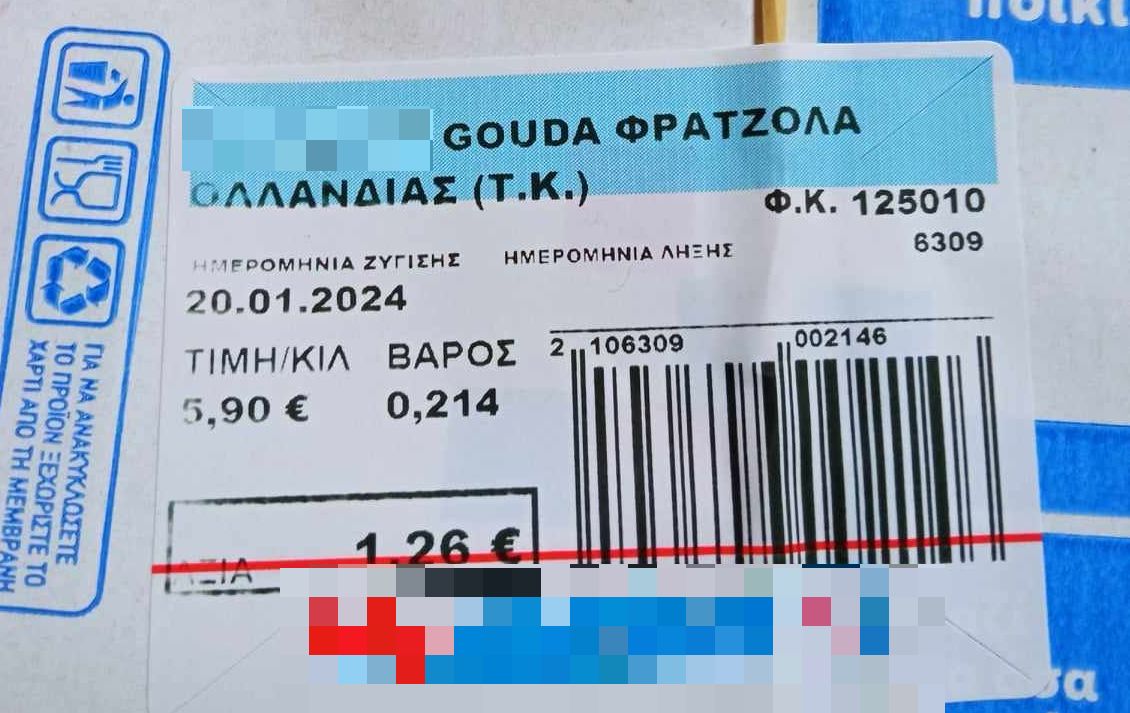 GOUDA ΦΡΑΤΖΟΛΑ
ΟΛΛΑΝΔΙΑΣ (Τ.Κ.)
Φ.Κ. 125010
6309
ΗΜΕΡΟΜΗΝΙΑ ΖΥΓΙΣΗΣ ΗΜΕΡΟΜΗΝΙΑ ΛΗΞΗΣ
20.01.2024
ΤΙΜΗ/ΚΙΛ ΒΑΡΟΣ
5,90 € 0,214
2 106309 002146
1,26 €
ΑΞΙΑ
ΓΙΑ ΝΑ ΑΝΑΚΥΚΛΩΣΕΤΕ
ΤΟ ΠΡΟΪΟΝ ΞΕΧΩΡΙΣΤΕ ΤΟ
ΧΑΡΤΙ ΑΠΟ ΤΗ ΜΕΜΒΡΑΝΗ